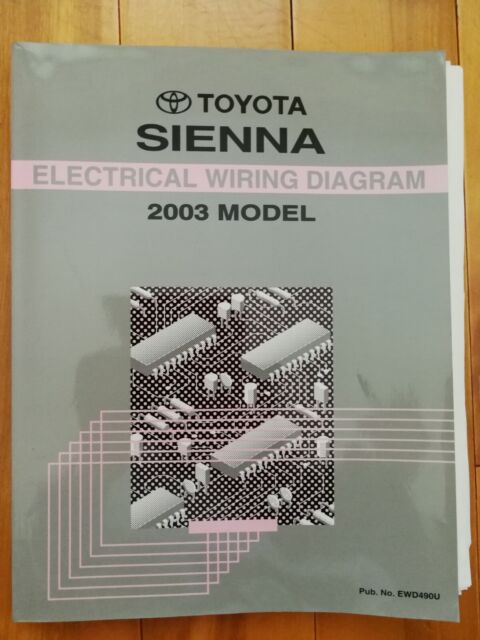 TOYOTA
SIENNA
ELECTRICAL WIRING DIAGRAM
2003 MODEL
Pub. No. EWD490U